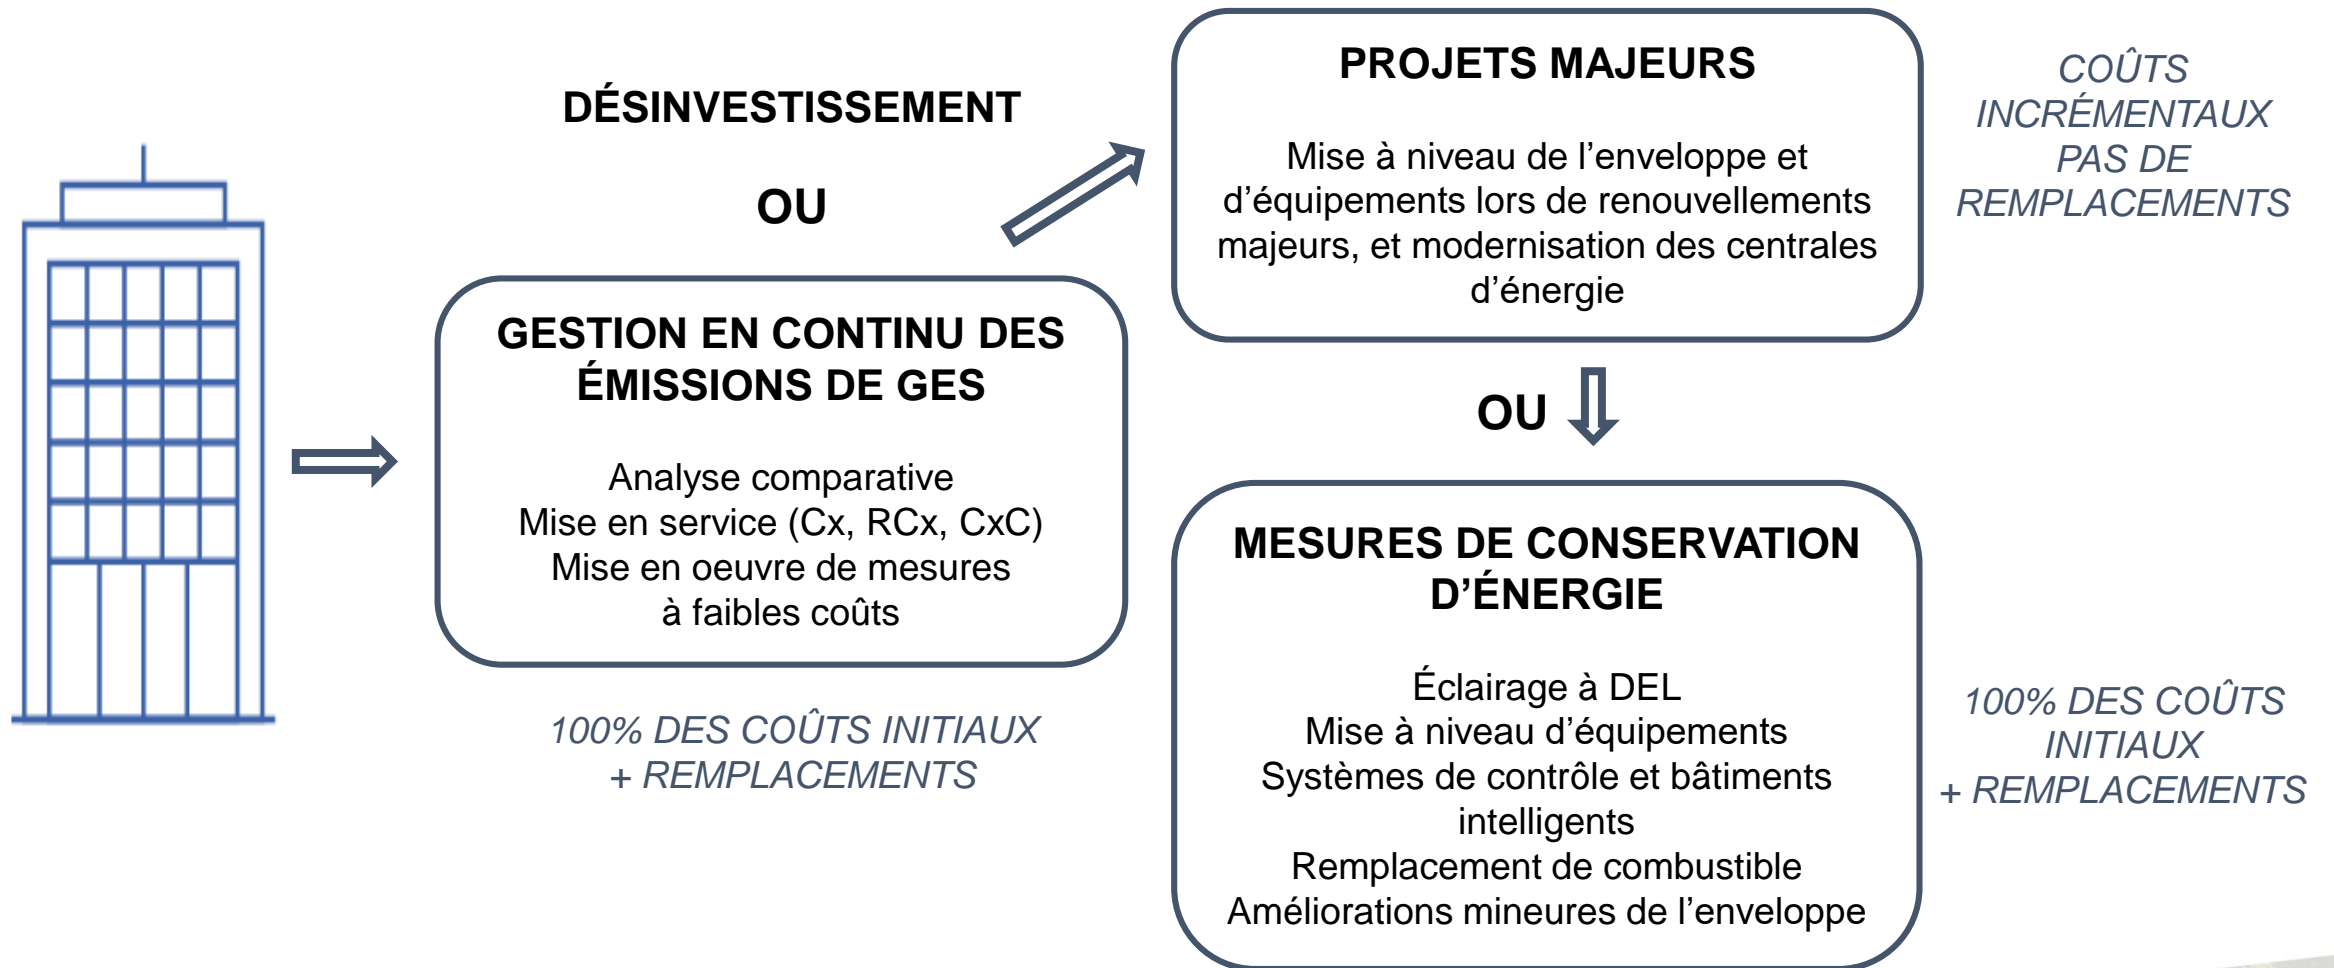 DÉSINVESTISSEMENT
OU
GESTION EN CONTINU DES
ÉMISSIONS DE GES
Analyse comparative
Mise en service (Cx, RCx, CxC)
Mise en oeuvre de mesures
à faibles coûts
100% DES COÛTS INITIAUX
+ REMPLACEMENTS
PROJETS MAJEURS
Mise à niveau de l’enveloppe et
d’équipements lors de renouvellements
majeurs, et modernisation des centrales
d’énergie
COÛTS
INCRÉMENTAUX
PAS DE
REMPLACEMENTS
OU
MESURES DE CONSERVATION
D’ÉNERGIE
Éclairage à DEL
Mise à niveau d’équipements
Systèmes de contrôle et bâtiments
intelligents
Remplacement de combustible
Améliorations mineures de l’enveloppe
100% DES COÛTS
INITIAUX
+ REMPLACEMENTS